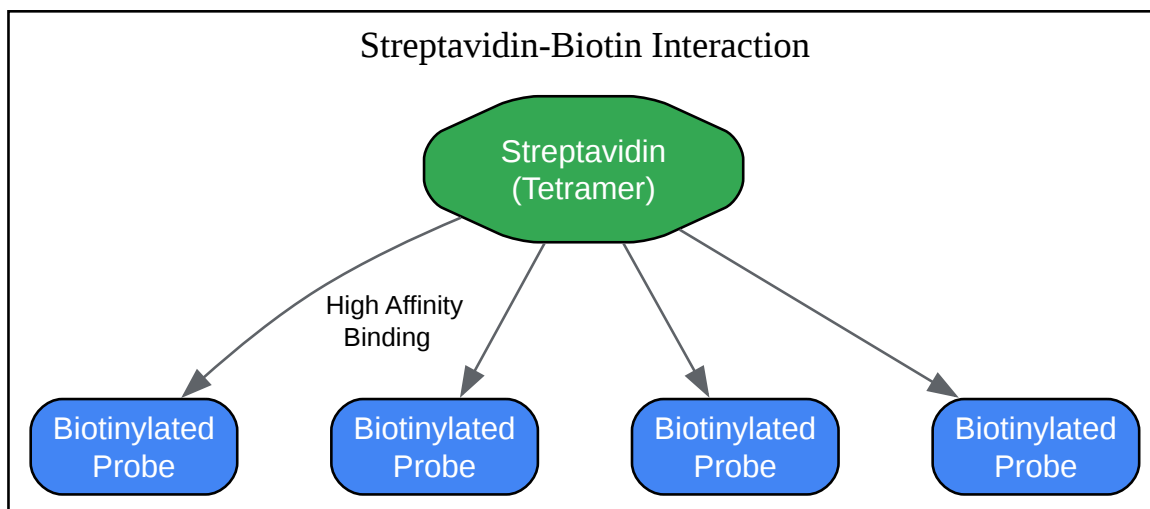 Streptavidin-Biotin Interaction
Streptavidin
(Tetramer)
High Affinity
Binding
Biotinylated
Probe
Biotinylated
Probe
Biotinylated
Probe
Biotinylated
Probe